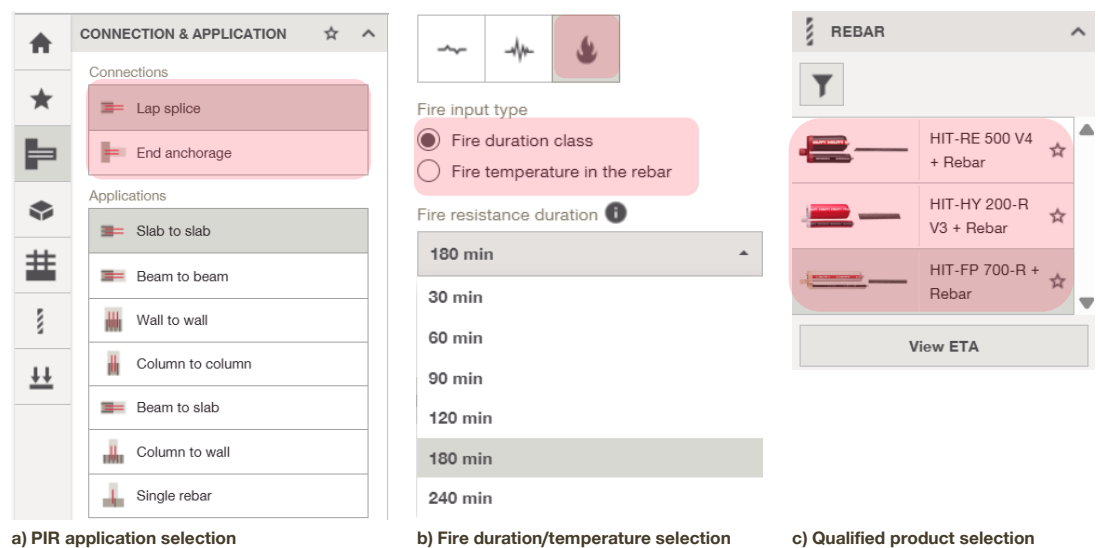 CONNECTION & APPLICATION
Connections
Lap splice
End anchorage
Applications
Slab to slab
Beam to beam
Wall to wall
Column to column
Beam to slab
Column to wall
Single rebar
a) PIR application selection
Fire input type
Fire duration class
Fire temperature in the rebar
Fire resistance duration
180 min
30 min
60 min
90 min
120 min
180 min
240 min
b) Fire duration/temperature selection
REBAR
HIT-RE 500 V4
+ Rebar
HIT-HY 200-R
V3 + Rebar
HIT-FP 700-R +
Rebar
View ETA
c) Qualified product selection